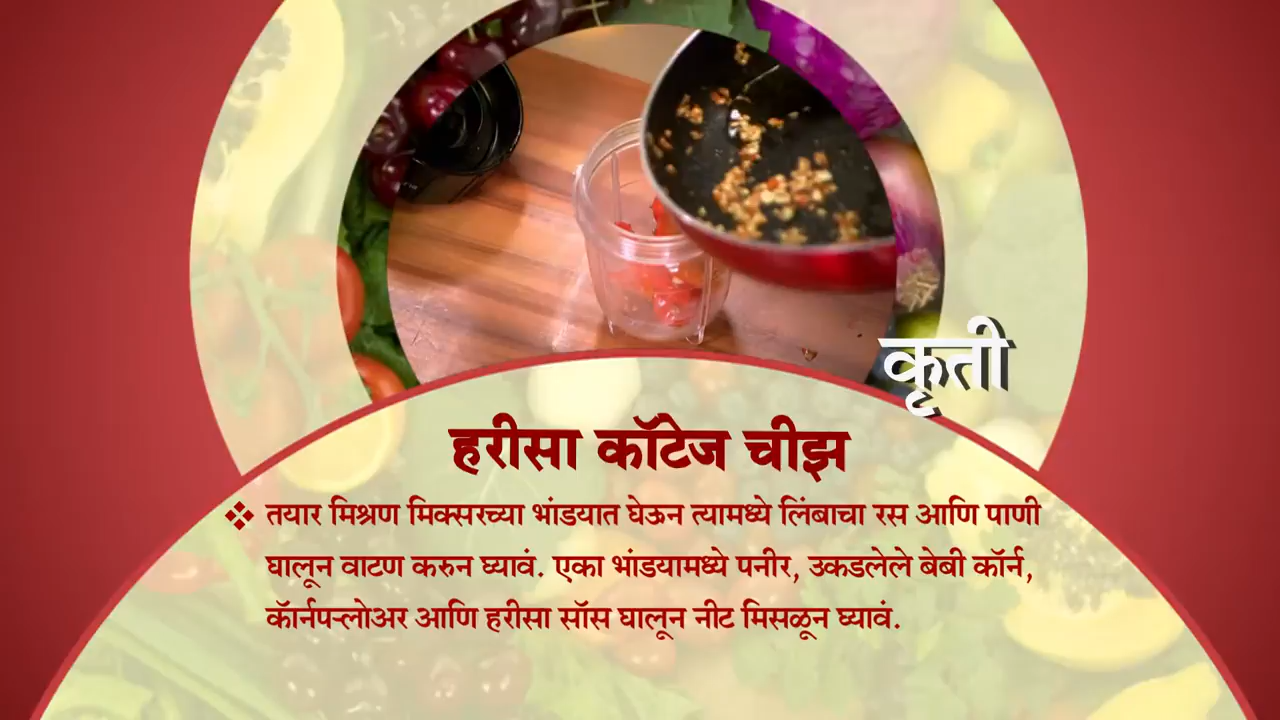 कृती
हरीसा कॉटेज चीझ
❖ तयार मिश्रण मिक्सरच्या भांडयात घेऊन त्यामध्ये लिंबाचा रस आणि पाणी
घालून वाटण करुन घ्यावं. एका भांडयामध्ये पनीर, उकडलेले बेबी कॉर्न,
कॅार्नपऱ्लोअर आणि हरीसा सॉस घालून नीट मिसळून घ्यावं.